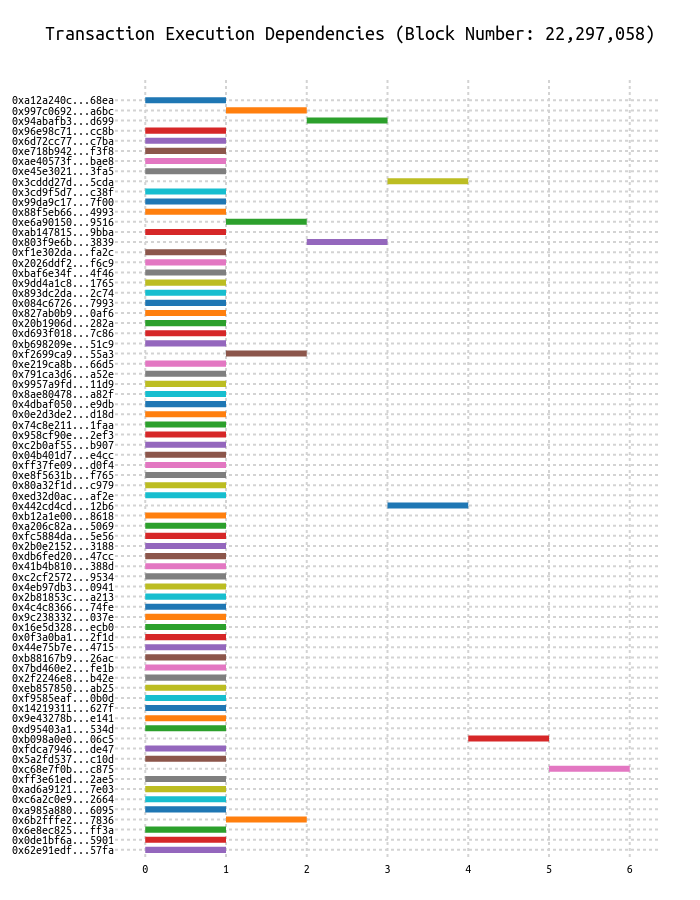 Transaction Execution Dependencies (Block Number: 22,297,058)
0xa12a240c...68ea
0x997c0692...a6bc
0x94abafb3...d699
0x96e98c71...cc8b
0x6d72cc77...c7ba
0xe718b942...f3f8
0xae40573f...bae8
0xe45e3021...3fa5
0x3cddd27d...5cda
0x3cd9f5d7...c38f
0x99da9c17...7f00
0x88f5eb66...4993
0xe6a90150...9516
0xab147815...9bba
0x803f9e6b...3839
0xf1e302da...fa2c
0x2026ddf2...f6c9
0xbaf6e34f...4f46
0x9dd4a1c8...1765
0x893dc2da...2c74
0x084c6726...7993
0x827ab0b9...0af6
0x20b1906d...282a
0xd693f018...7c86
0xb698209e...51c9
0xf2699ca9...55a3
0xe219ca8b...66d5
0x791ca3d6...a52e
0x9957a9fd...11d9
0x8ae80478...a82f
0x4dbaf050...e9db
0x0e2d3de2...d18d
0x74c8e211...1faa
0x958cf90e...2ef3
0xc2b0af55...b907
0x04b401d7...e4cc
0xff37fe09...d0f4
0xe8f5631b...f765
0x80a32f1d...c979
0xed32d0ac...af2e
0x442cd4cd...12b6
0xb12a1e00...8618
0xa206c82a...5069
0xfc5884da...5e56
0x2b0e2152...3188
0xdb6fed20...47cc
0x41b4b810...388d
0xc2cf2572...9534
0x4eb97db3...0941
0x2b81853c...a213
0x4c4c8366...74fe
0x9c238332...037e
0x16e5d328...ecb0
0x0f3a0ba1...2f1d
0x44e75b7e...4715
0xb88167b9...26ac
0x7bd460e2...fe1b
0x2f2246e8...b42e
0xeb857850...ab25
0xf9585eaf...0b0d
0x14219311...627f
0x9e43278b...e141
0xd95403a1...534d
0xb098a0e0...06c5
0xfdca7946...de47
0x5a2fd537...c10d
0xc68e7f0b...c875
0xff3e61ed...2ae5
0xad6a9121...7e03
0xc6a2c0e9...2664
0xa985a880...6095
0x6b2fffe2...7836
0x6e8ec825...ff3a
0x0de1bf6a...5901
0x62e91edf...57fa
0 1 2 3 4 5 6